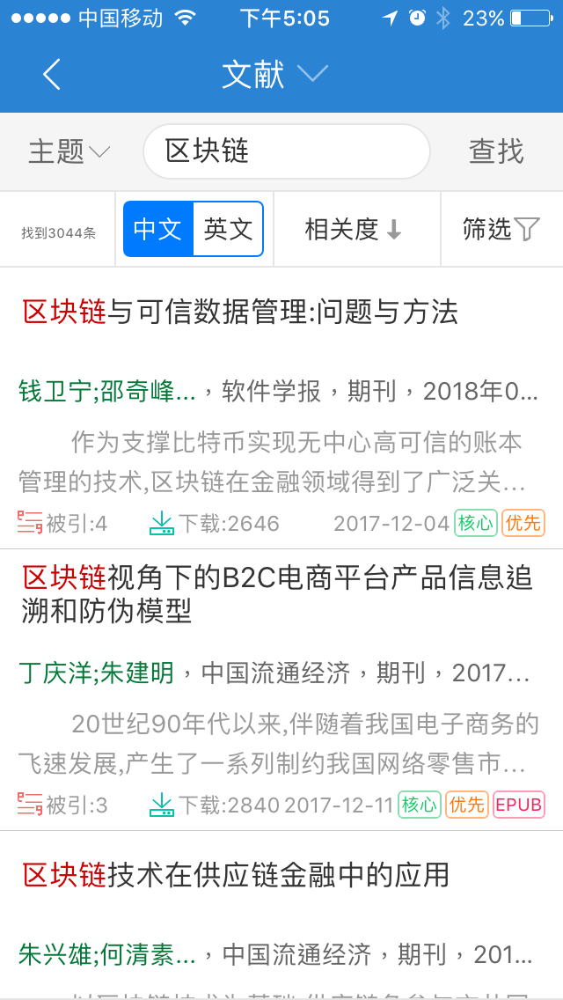 中国移动 下午5:05 23%
文献
主题 区块链 查找
找到3044条 中文 英文 相关度 筛选
区块链与可信数据管理:问题与方法
钱卫宁;邵奇峰...，软件学报，期刊，2018年0...
作为支撑比特币实现无中心高可信的账本
管理的技术,区块链在金融领域得到了广泛关...
被引:4 下载:2646 2017-12-04 核心 优先
区块链视角下的B2C电商平台产品信息追
溯和防伪模型
丁庆洋;朱建明，中国流通经济，期刊，2017...
20世纪90年代以来,伴随着我国电子商务的
飞速发展,产生了一系列制约我国网络零售市...
被引:3 下载:2840 2017-12-11 核心 优先 EPUB
区块链技术在供应链金融中的应用
朱兴雄;何清素...，中国流通经济，期刊，201...